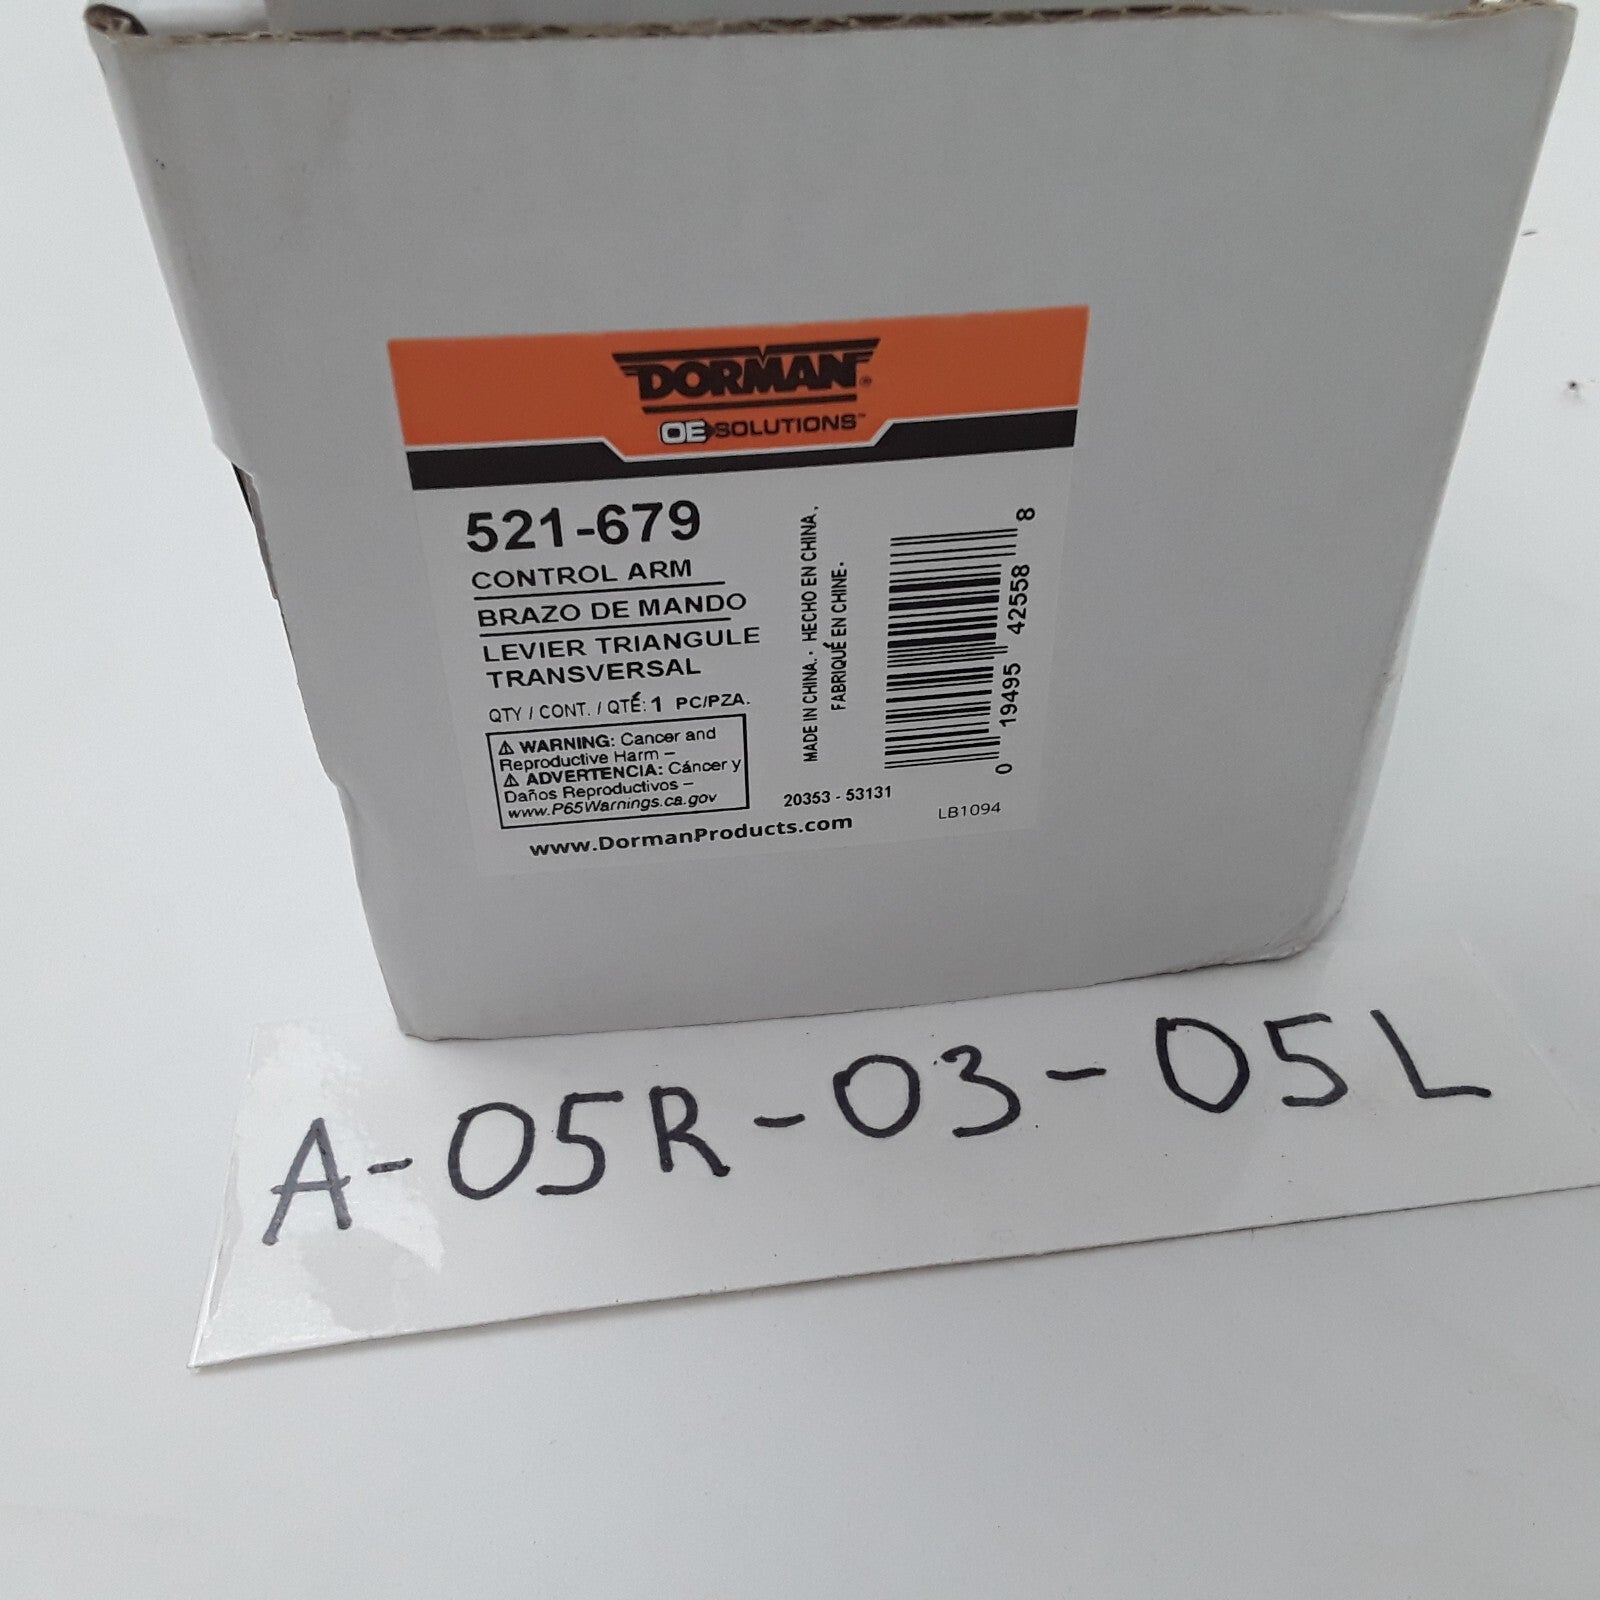 DORMAN®
OE SOLUTIONS™
521-679
CONTROL ARM
BRAZO DE MANDO
LEVIER TRIANGULE
TRANSVERSAL
QTY / CONT. / QTÉ: 1 PC/PZA.
⚠ WARNING: Cancer and
Reproductive Harm –
⚠ ADVERTENCIA: Cáncer y
Daños Reproductivos –
www.P65Warnings.ca.gov
www.DormanProducts.com
MADE IN CHINA. · HECHO EN CHINA.
FABRIQUÉ EN CHINE.
0 19495 42558 8
20353 - 53131
LB1094
A-05R-03-05L